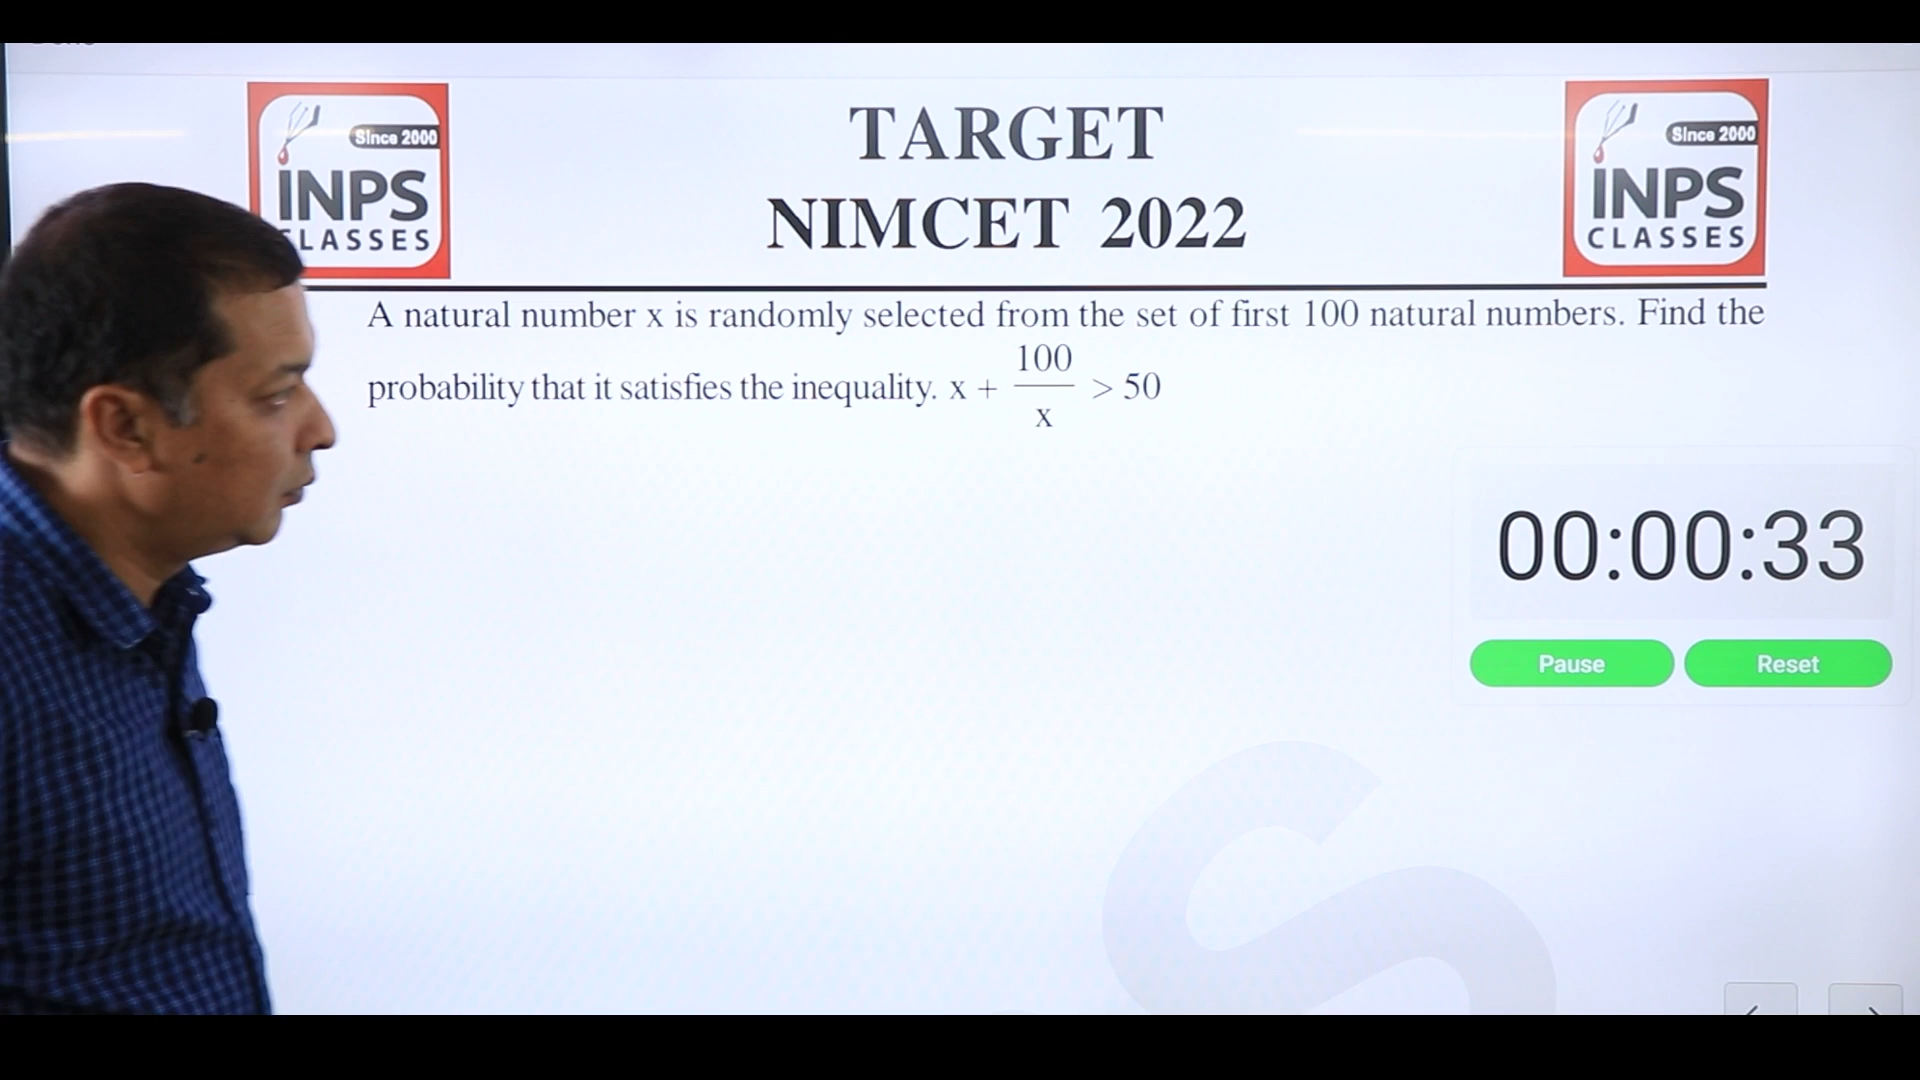 Since 2000
INPS
CLASSES
TARGET
NIMCET 2022
Since 2000
INPS
CLASSES
A natural number x is randomly selected from the set of first 100 natural numbers. Find the
probability that it satisfies the inequality. x + 100/x > 50
00:00:33
Pause
Reset